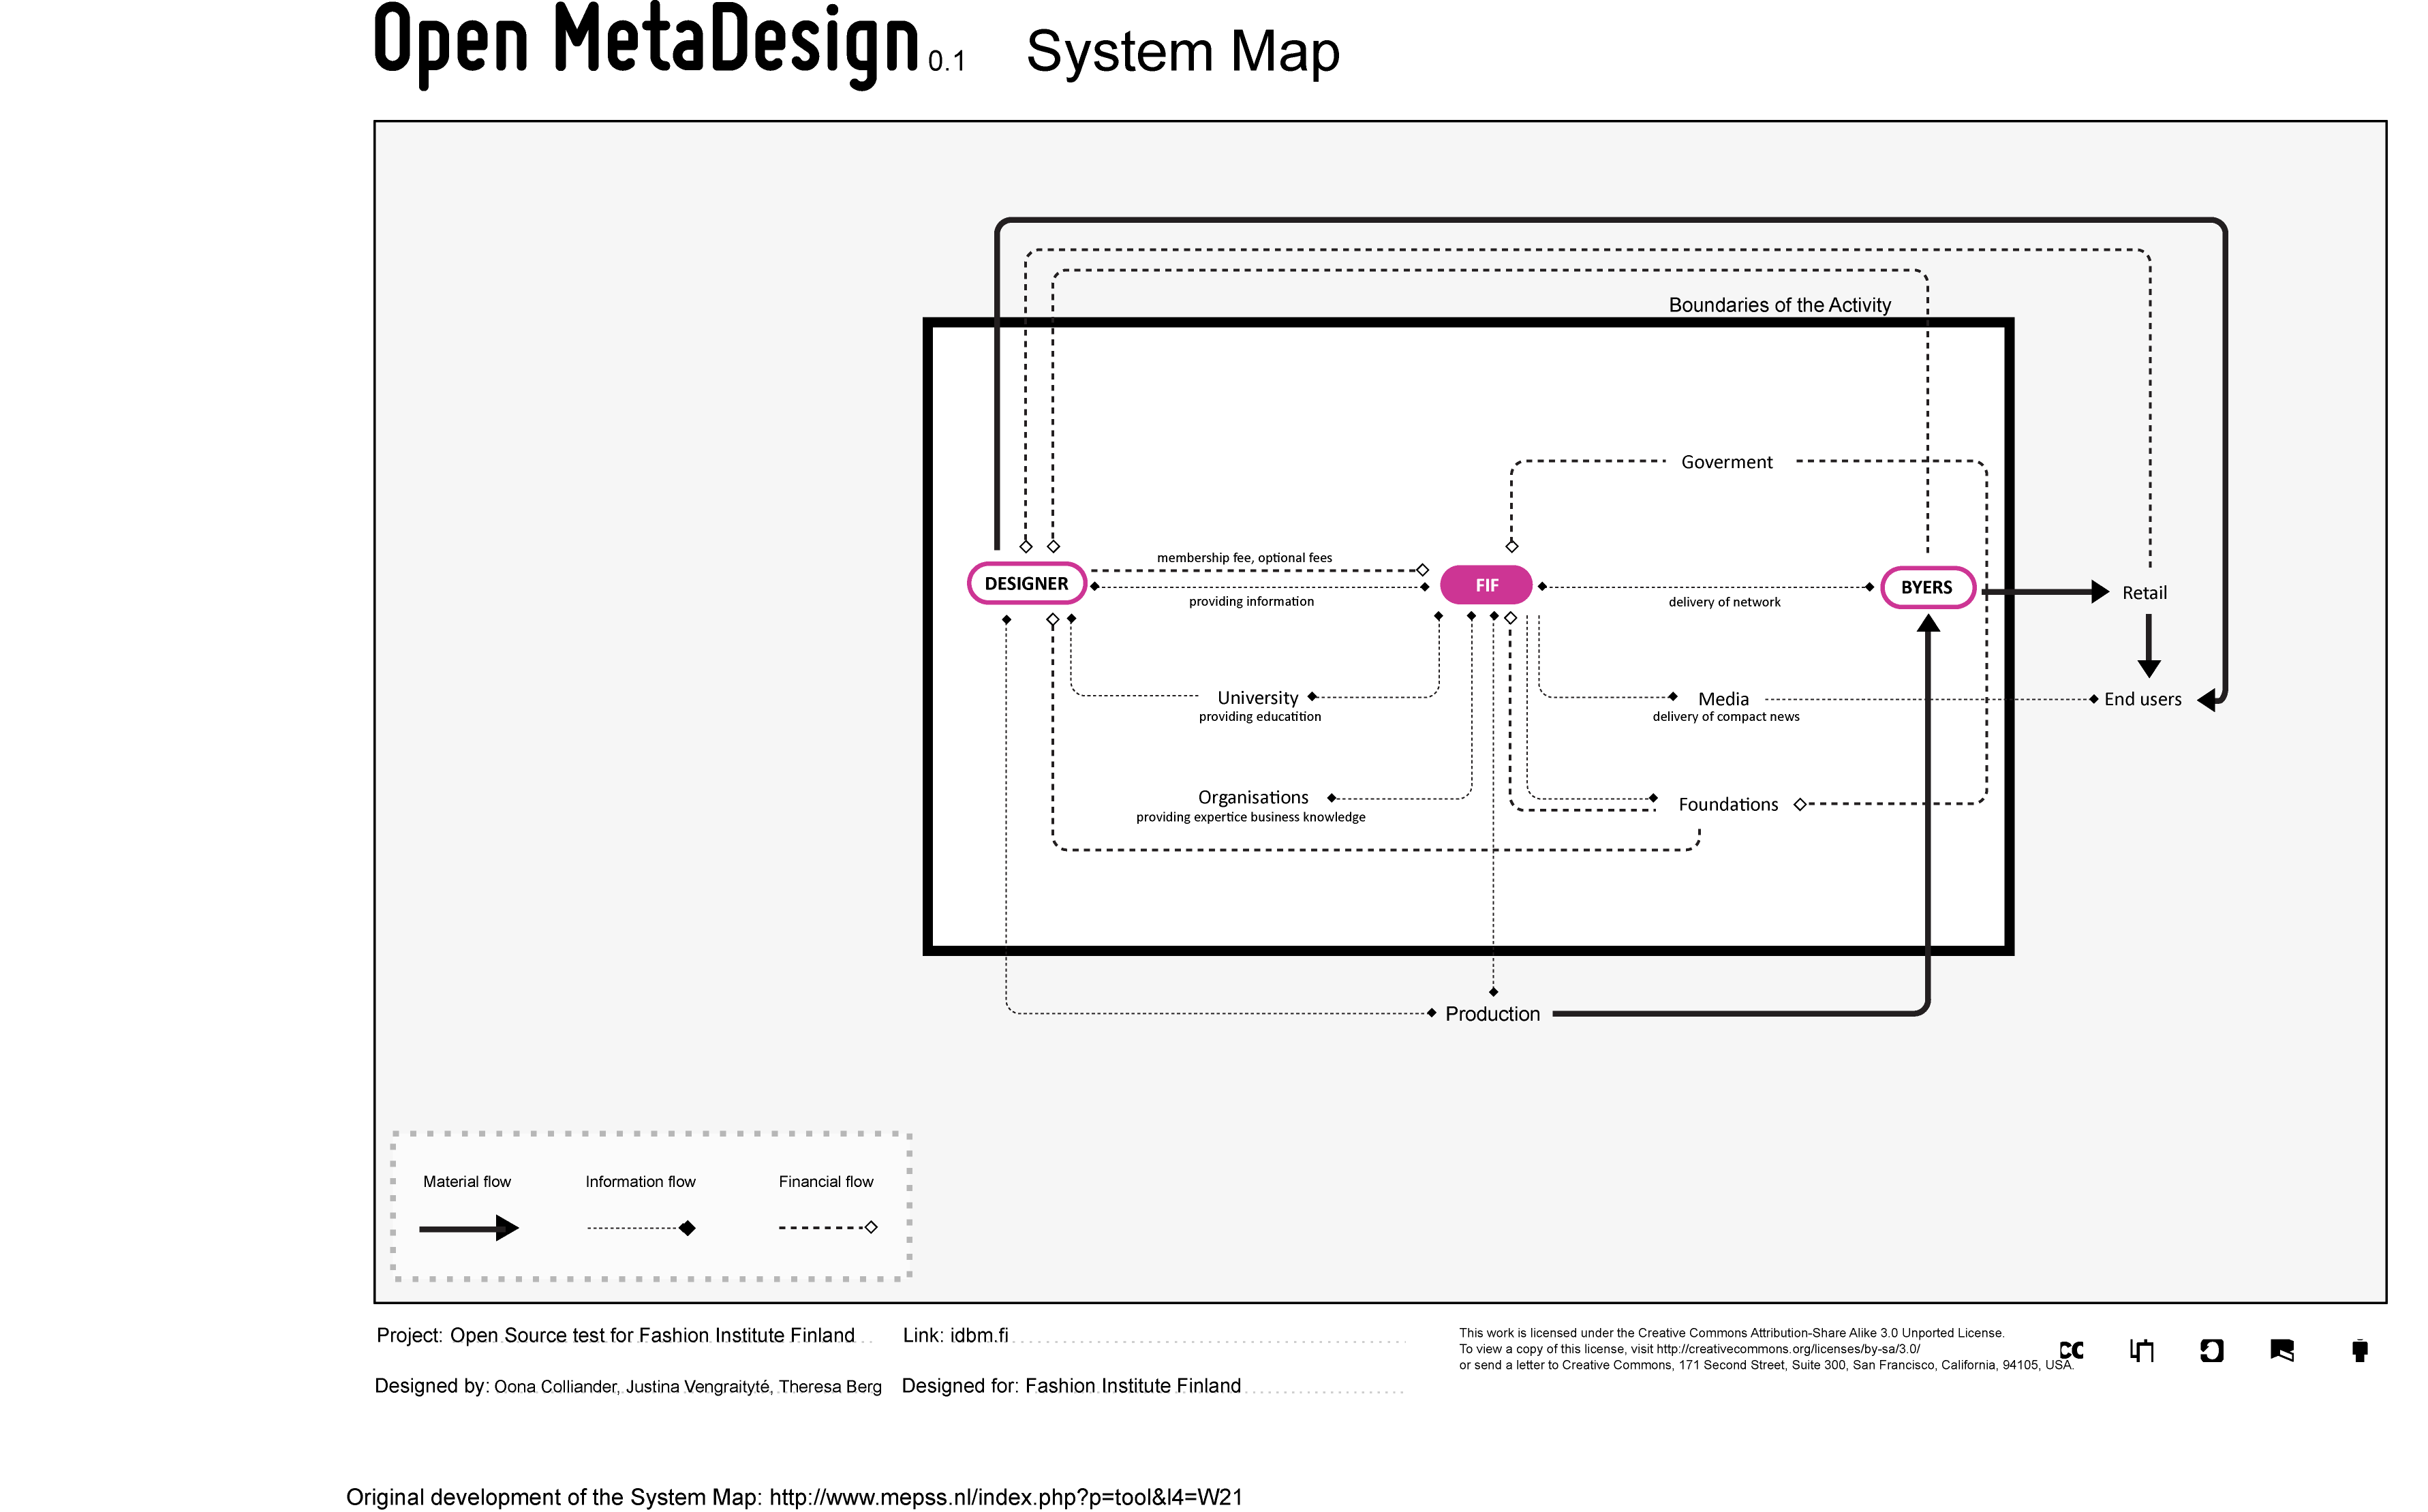 Open MetaDesign 0.1 System Map
Boundaries of the Activity
Goverment
membership fee, optional fees
DESIGNER
FIF
BYERS
Retail
providing information
delivery of network
University
providing educatition
Media
delivery of compact news
End users
Organisations
providing expertice business knowledge
Foundations
Production
Material flow
Information flow
Financial flow
Project: Open Source test for Fashion Institute Finland
Link: idbm.fi
Designed by: Oona Colliander, Justina Vengraityté, Theresa Berg
Designed for: Fashion Institute Finland
This work is licensed under the Creative Commons Attribution-Share Alike 3.0 Unported License.
To view a copy of this license, visit http://creativecommons.org/licenses/by-sa/3.0/
or send a letter to Creative Commons, 171 Second Street, Suite 300, San Francisco, California, 94105, USA.
cc
Original development of the System Map: http://www.mepss.nl/index.php?p=tool&l4=W21